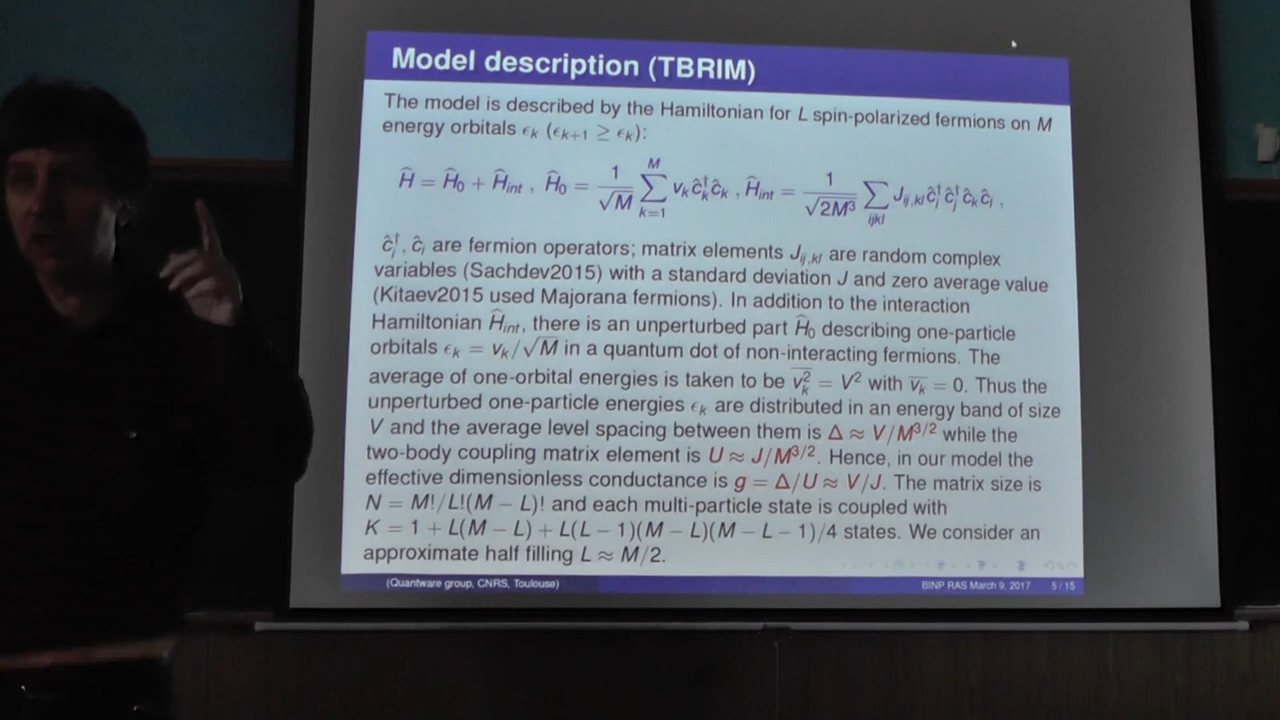 Model description (TBRIM)
The model is described by the Hamiltonian for L spin-polarized fermions on M
energy orbitals ϵ_k (ϵ_{k+1} ≥ ϵ_k):
Ĥ = Ĥ_0 + Ĥ_{int} , Ĥ_0 = 1/√M ∑_{k=1}^{M} v_k ĉ_k^† ĉ_k , Ĥ_{int} = 1/√(2M³) ∑_{ijkl} J_{ij,kl} ĉ_i^† ĉ_j^† ĉ_k ĉ_l ,
ĉ_i^†, ĉ_i are fermion operators; matrix elements J_{ij,kl} are random complex
variables (Sachdev2015) with a standard deviation J and zero average value
(Kitaev2015 used Majorana fermions). In addition to the interaction
Hamiltonian Ĥ_{int}, there is an unperturbed part Ĥ_0 describing one-particle
orbitals ϵ_k = v_k/√M in a quantum dot of non-interacting fermions. The
average of one-orbital energies is taken to be \overline{v_k^2} = V² with \overline{v_k} = 0. Thus the
unperturbed one-particle energies ϵ_k are distributed in an energy band of size
V and the average level spacing between them is Δ ≈ V/M^{3/2} while the
two-body coupling matrix element is U ≈ J/M^{3/2}. Hence, in our model the
effective dimensionless conductance is g = Δ/U ≈ V/J. The matrix size is
N = M!/L!(M − L)! and each multi-particle state is coupled with
K = 1 + L(M − L) + L(L − 1)(M − L)(M − L − 1)/4 states. We consider an
approximate half filling L ≈ M/2.
(Quantware group, CNRS, Toulouse) BINP RAS March 9, 2017 5 / 15